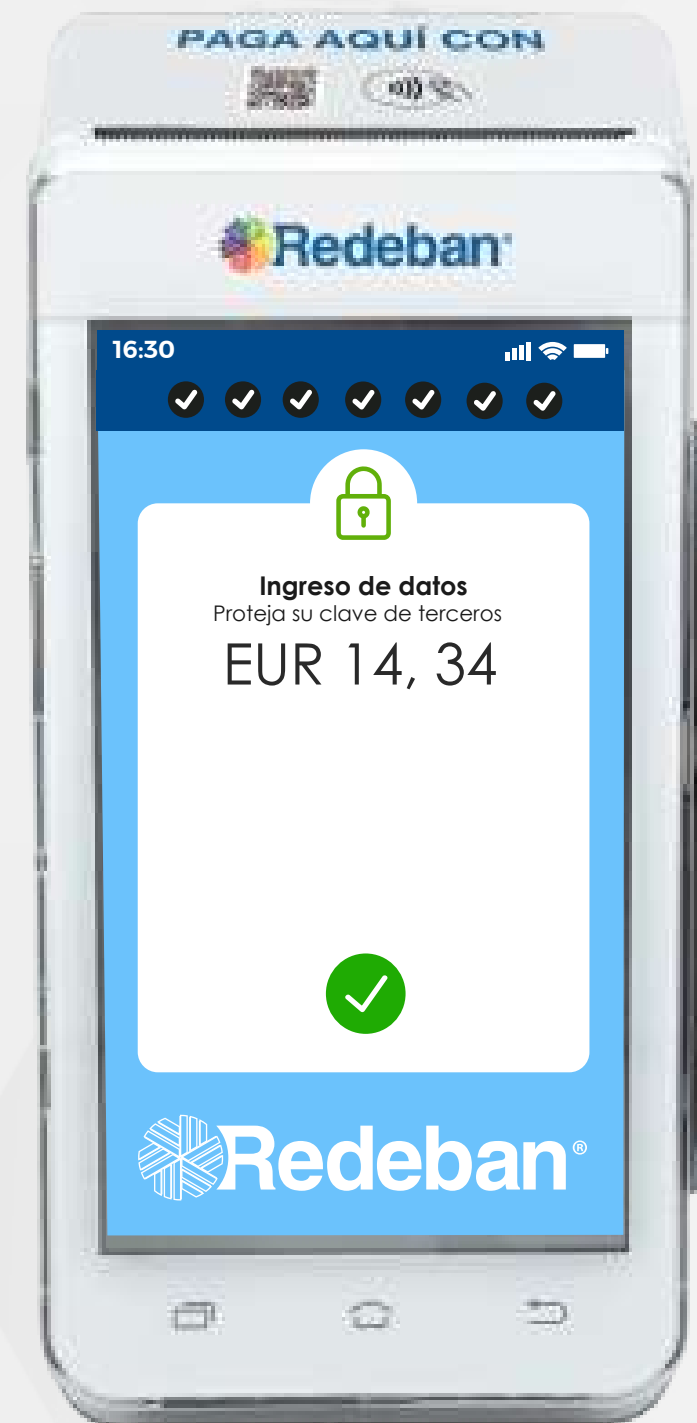 PAGA AQUÍ CON
Redeban
16:30
Ingreso de datos
Proteja su clave de terceros
EUR 14, 34
Redeban®